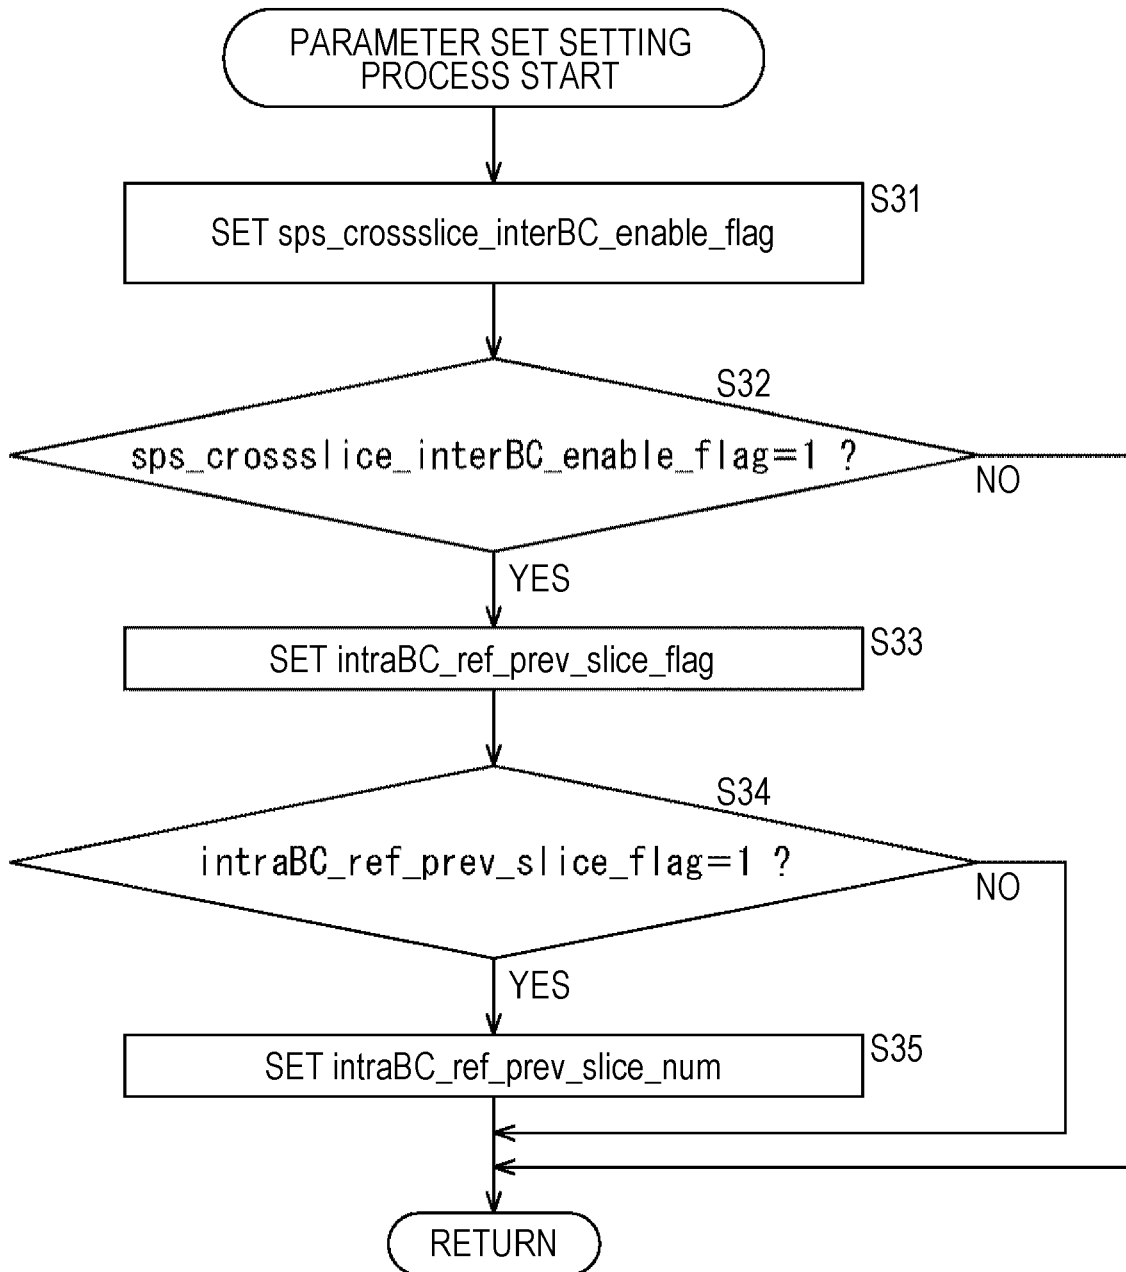 PARAMETER SET SETTING
PROCESS START
S31
SET sps_crossslice_interBC_enable_flag
S32
sps_crossslice_interBC_enable_flag=1 ?
NO
YES
S33
SET intraBC_ref_prev_slice_flag
S34
intraBC_ref_prev_slice_flag=1 ?
NO
YES
S35
SET intraBC_ref_prev_slice_num
RETURN